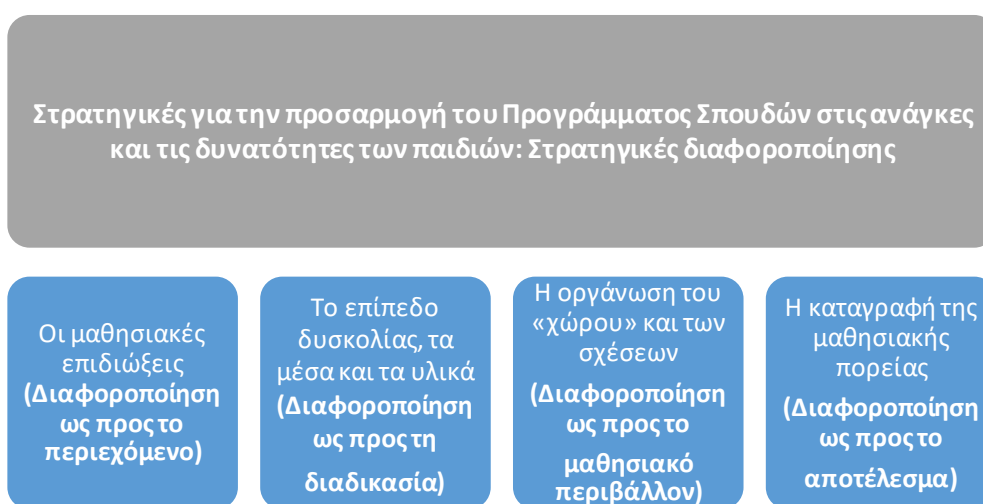 Στρατηγικές για την προσαρμογή του Προγράμματος Σπουδών στις ανάγκες
και τις δυνατότητες των παιδιών: Στρατηγικές διαφοροποίησης
Οι μαθησιακές
επιδιώξεις
(Διαφοροποίηση
ως προς το
περιεχόμενο)
Το επίπεδο
δυσκολίας, τα
μέσα και τα υλικά
(Διαφοροποίηση
ως προς τη
διαδικασία)
Η οργάνωση του
«χώρου» και των
σχέσεων
(Διαφοροποίηση
ως προς το
μαθησιακό
περιβάλλον)
Η καταγραφή της
μαθησιακής
πορείας
(Διαφοροποίηση
ως προς το
αποτέλεσμα)